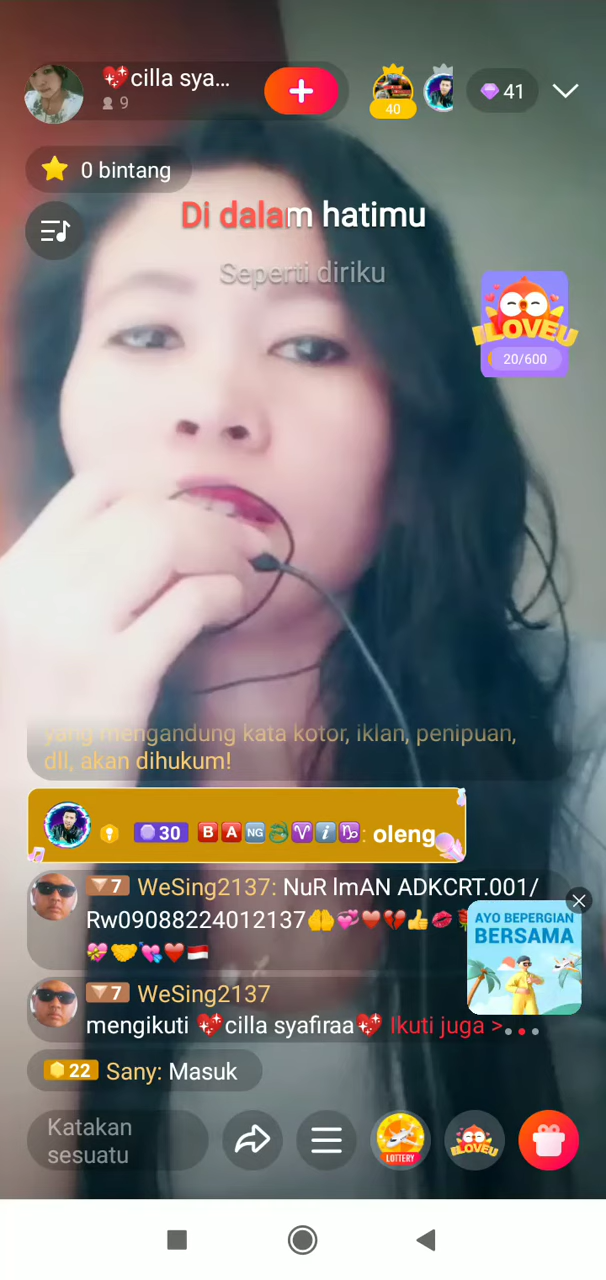 💖cilla sya...
9
40
41
0 bintang
Di dalam hatimu
Seperti diriku
ILOVEU
20/600
yang mengandung kata kotor, iklan, penipuan,
dll, akan dihukum!
30 🅱🅰🆖🐉♈ℹ♑: oleng
7 WeSing2137: NuR lmAN ADKCRT.001/
Rw09088224012137🤲💞♥️💔👍💋🌹
💝🤝💘♥️🇮🇩
AYO BEPERGIAN
BERSAMA
7 WeSing2137
mengikuti 💖cilla syafiraa💖 Ikuti juga >
22 Sany: Masuk
Katakan
sesuatu
LOTTERY
ILOVEU